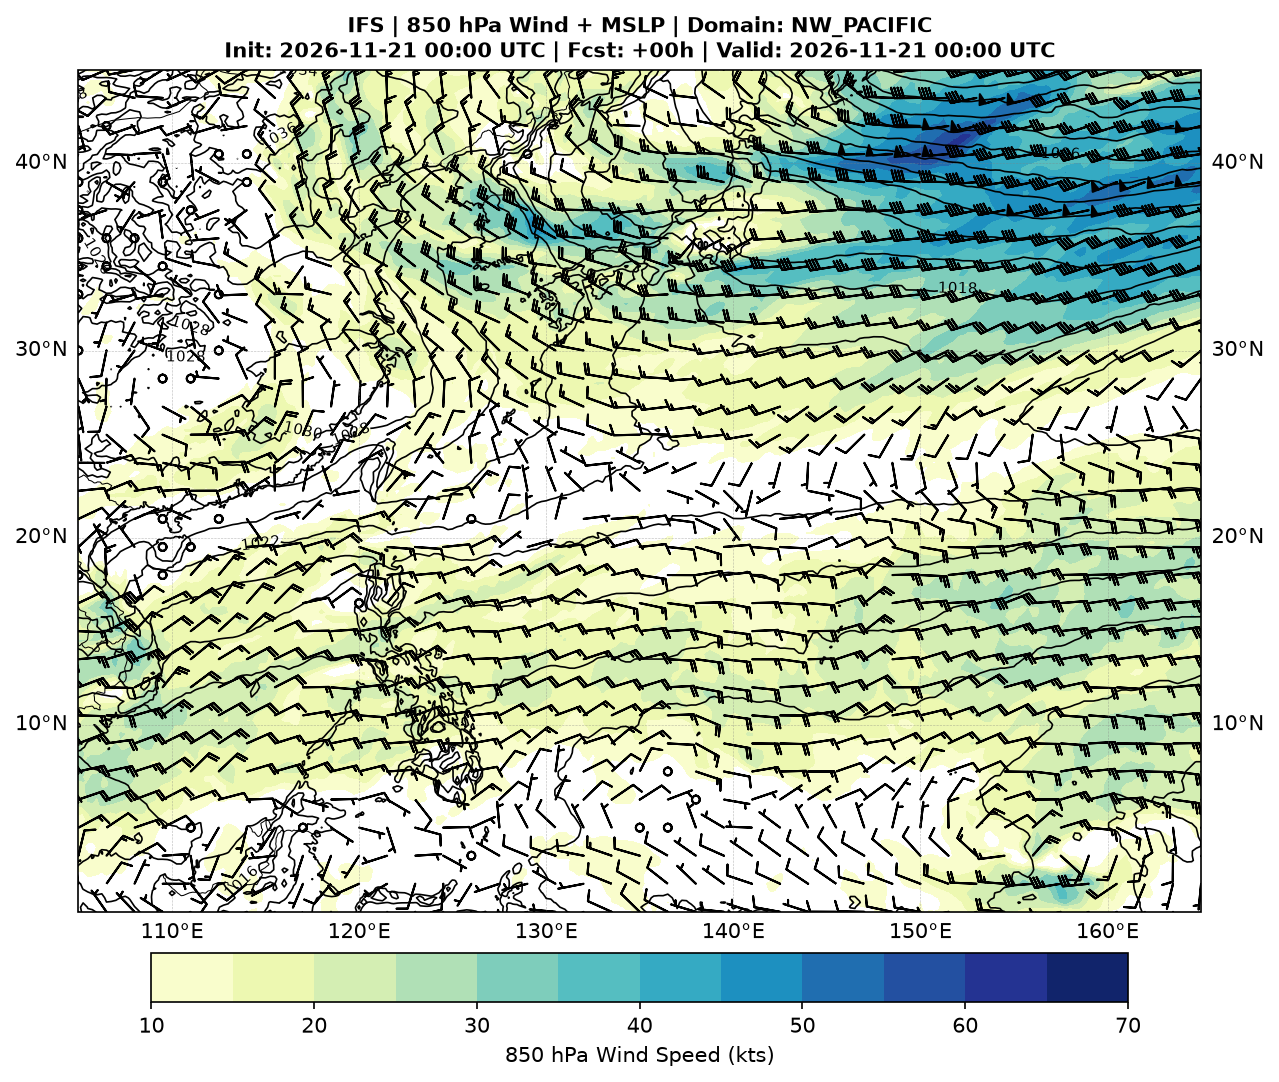 IFS | 850 hPa Wind + MSLP | Domain: NW_PACIFIC
Init: 2026-11-21 00:00 UTC | Fcst: +00h | Valid: 2026-11-21 00:00 UTC
40°N 40°N
1018
1028
1028
30°N 30°N
1030
1022
20°N 20°N
10°N 10°N
1016
110°E 120°E 130°E 140°E 150°E 160°E
10 20 30 40 50 60 70
850 hPa Wind Speed (kts)